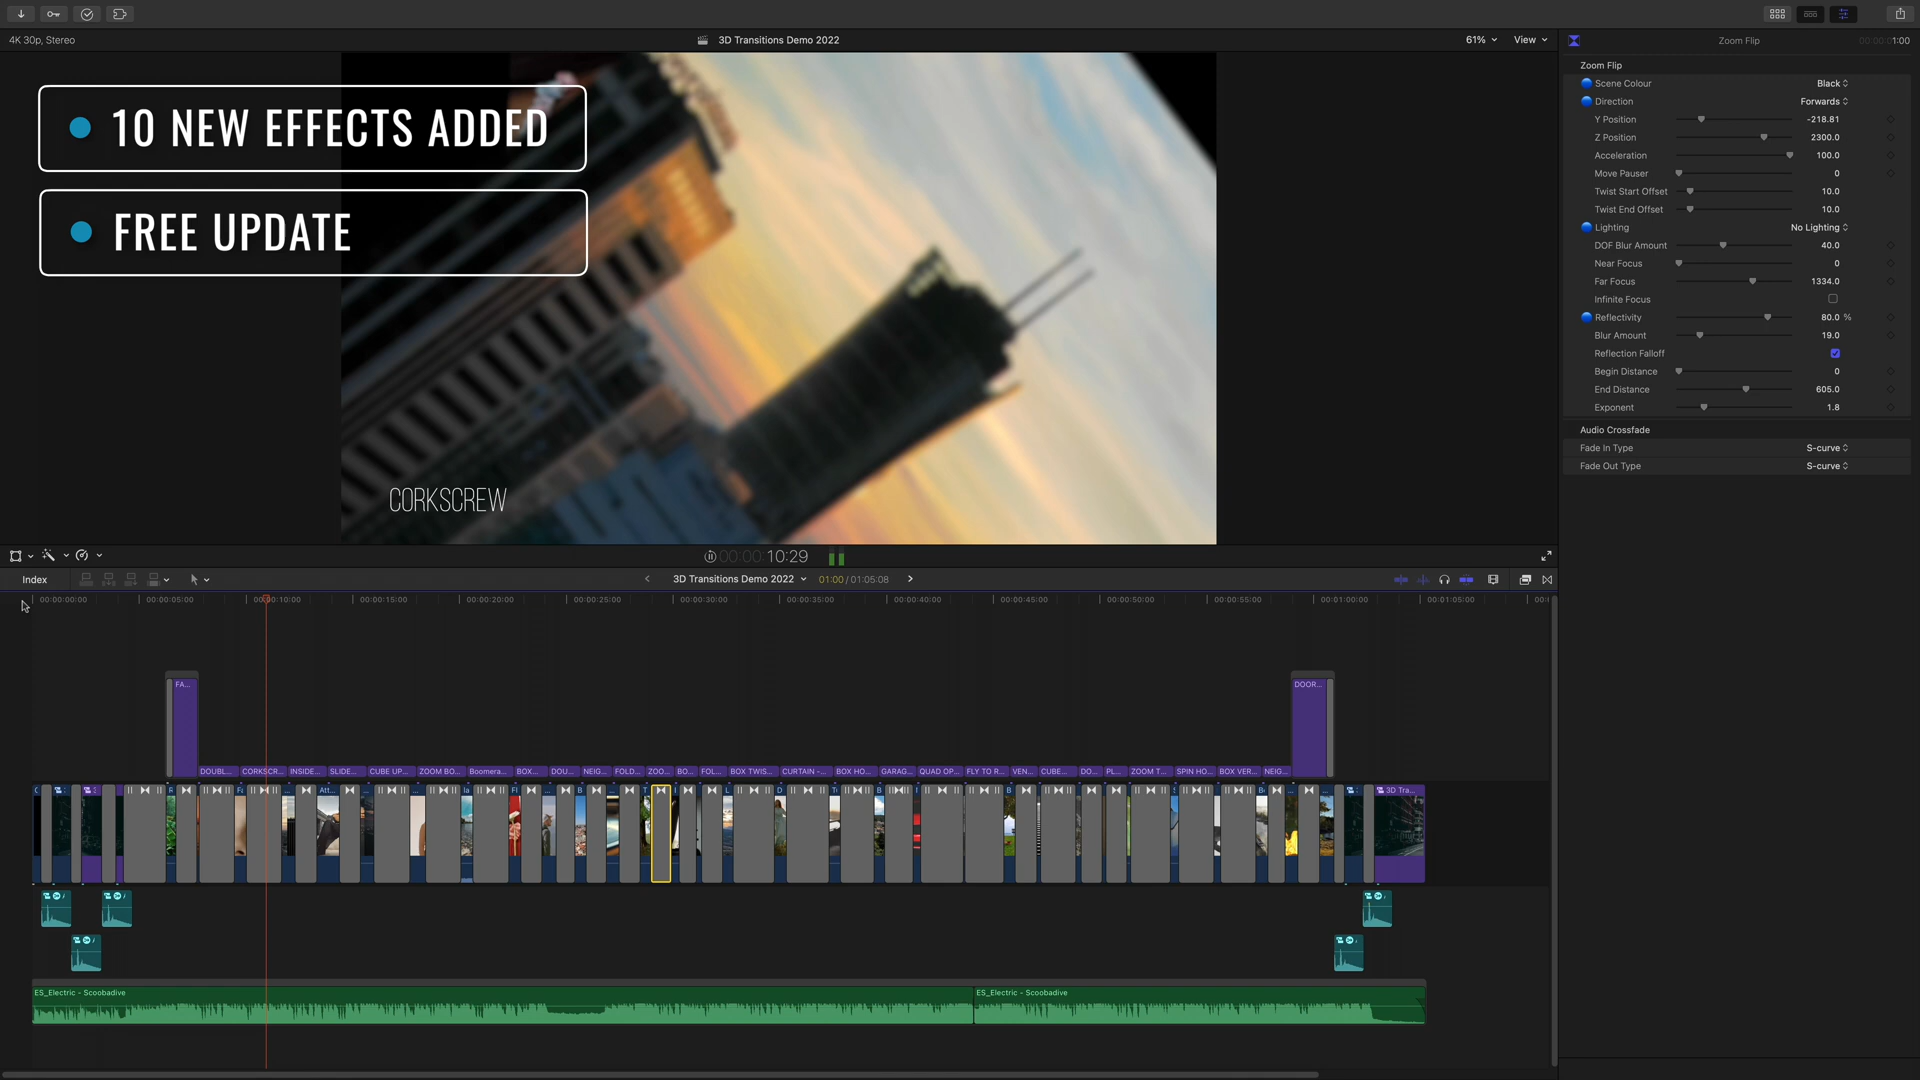 4K 30p, Stereo
3D Transitions Demo 2022
61%
View
Zoom Flip
00:00:01:00
10 NEW EFFECTS ADDED
FREE UPDATE
CORKSCREW
Zoom Flip
Scene Colour Black
Direction Forwards
Y Position -218.81
Z Position 2300.0
Acceleration 100.0
Move Pauser 0
Twist Start Offset 10.0
Twist End Offset 10.0
Lighting No Lighting
DOF Blur Amount 40.0
Near Focus 0
Far Focus 1334.0
Infinite Focus
Reflectivity 80.0 %
Blur Amount 19.0
Reflection Falloff
Begin Distance 0
End Distance 605.0
Exponent 1.8
Audio Crossfade
Fade In Type S-curve
Fade Out Type S-curve
00:00:10:29
Index
3D Transitions Demo 2022
01:00 / 01:05:08
00:00:00:00 00:00:05:00 00:00:10:00 00:00:15:00 00:00:20:00 00:00:25:00 00:00:30:00 00:00:35:00 00:00:40:00 00:00:45:00 00:00:50:00 00:00:55:00 00:01:00:00 00:01:05:00
FA... DOOR...
DOUBL... CORKSCR... INSIDE... SLIDE... CUBE UP... ZOOM BO... Boomera... BOX... DOU... NEIG... FOLD... ZOO... BO... FOL... BOX TWIS... CURTAIN -... BOX HO... GARAG... QUAD OP... FLY TO R... VEN... CUBE... DO... PL... ZOOM T... SPIN HO... BOX VER... NEIG...
Att... 3D Tra...
ES_Electric - Scoobadive ES_Electric - Scoobadive